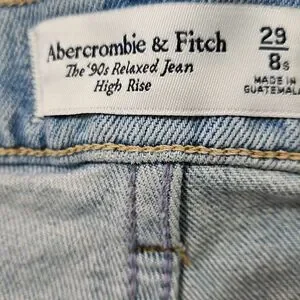 Abercrombie & Fitch
The '90s Relaxed Jean
High Rise
29
8s
MADE IN
GUATEMALA